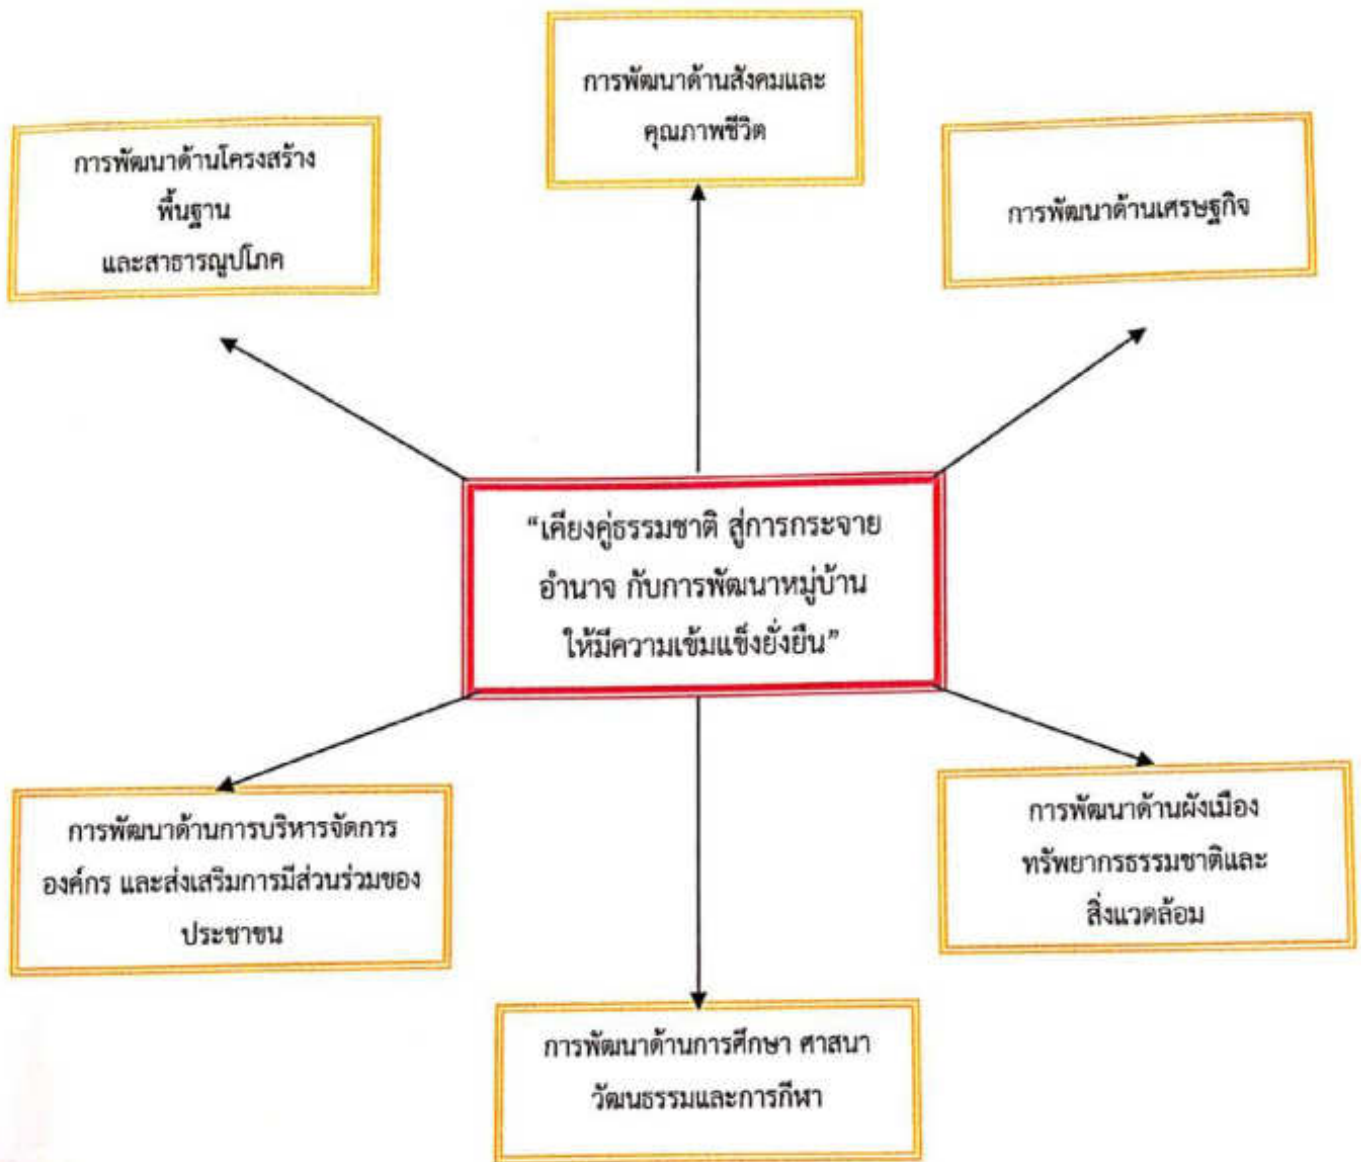 การพัฒนาด้านสังคมและ
คุณภาพชีวิต
การพัฒนาด้านโครงสร้าง
พื้นฐาน
และสาธารณูปโภค
การพัฒนาด้านเศรษฐกิจ
“เคียงคู่ธรรมชาติ สู่การกระจาย
อำนาจ กับการพัฒนาหมู่บ้าน
ให้มีความเข้มแข็งยั่งยืน”
การพัฒนาด้านการบริหารจัดการ
องค์กร และส่งเสริมการมีส่วนร่วมของ
ประชาชน
การพัฒนาด้านผังเมือง
ทรัพยากรธรรมชาติและ
สิ่งแวดล้อม
การพัฒนาด้านการศึกษา ศาสนา
วัฒนธรรมและการกีฬา